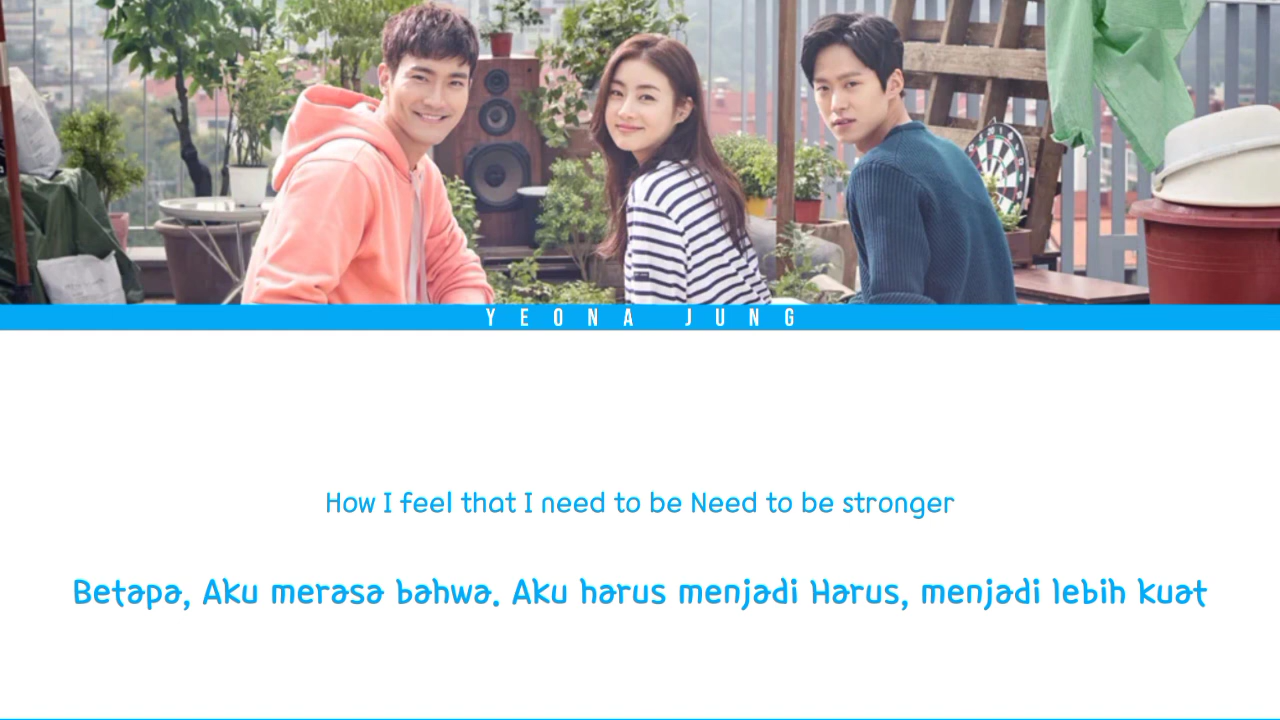 YEONA JUNG
How I feel that I need to be Need to be stronger
Betapa, Aku merasa bahwa. Aku harus menjadi Harus, menjadi lebih kuat